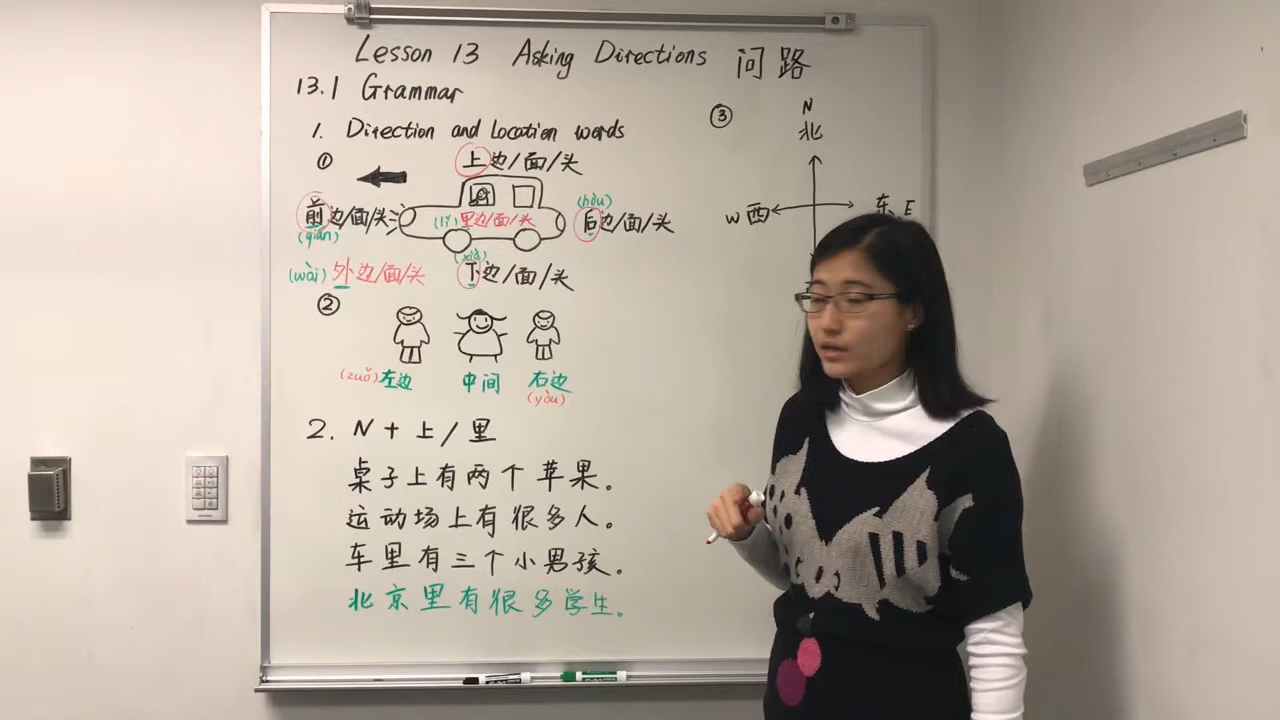 Lesson 13 Asking Directions 问路
13.1 Grammar
1. Direction and Location words
①
上边/面/头
前边/面/头
(qián)
(lǐ) 里边/面/头
(hòu)
后边/面/头
(wài) 外边/面/头
(xià)
下边/面/头
②
(zuǒ) 左边
中间
右边
(yòu)
2. N + 上/里
桌子上有两个苹果。
运动场上有很多人。
车里有三个小男孩。
北京里有很多学生。
③
N
北
W 西
东 E